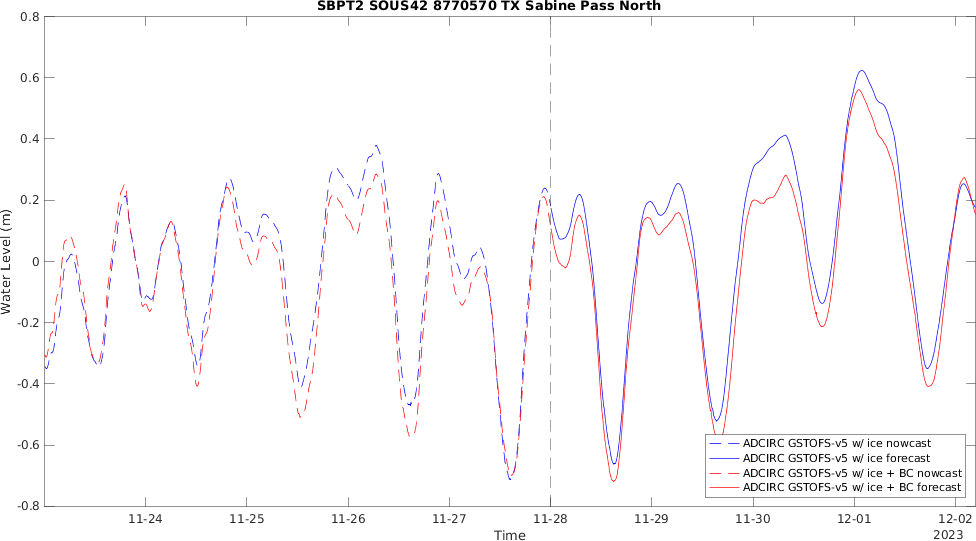 SBPT2 SOUS42 8770570 TX Sabine Pass North
Water Level (m)
0.8
0.6
0.4
0.2
0
-0.2
-0.4
-0.6
-0.8
ADCIRC GSTOFS-v5 w/ ice nowcast
ADCIRC GSTOFS-v5 w/ ice forecast
ADCIRC GSTOFS-v5 w/ ice + BC nowcast
ADCIRC GSTOFS-v5 w/ ice + BC forecast
11-24 11-25 11-26 11-27 11-28 11-29 11-30 12-01 12-02
Time 2023